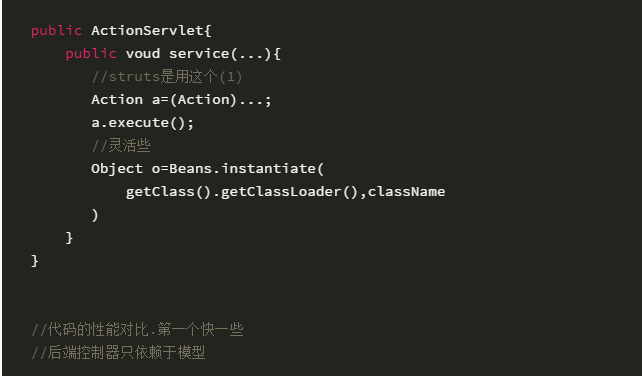 public ActionServlet{
public voud service(...){
//struts是用这个(1)
Action a=(Action)...;
a.execute();
//灵活些
Object o=Beans.instantiate(
getClass().getClassLoader(),className
)
}
}
//代码的性能对比.第一个快一些
//后端控制器只依赖于模型